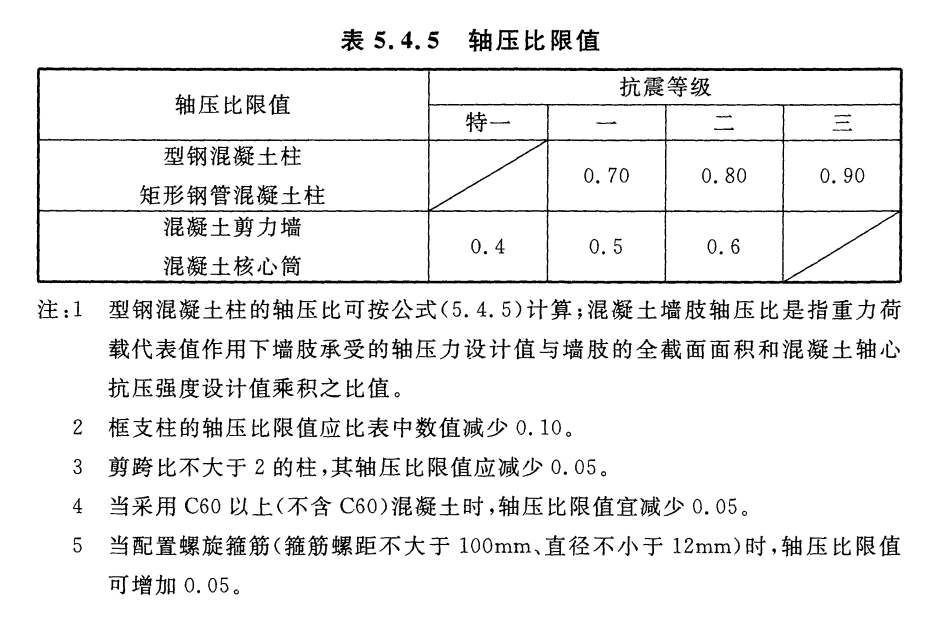 表 5.4.5 轴压比限值
轴压比限值
抗震等级
特一
一
二
三
型钢混凝土柱
矩形钢管混凝土柱
0.70
0.80
0.90
混凝土剪力墙
混凝土核心筒
0.4
0.5
0.6
注:1 型钢混凝土柱的轴压比可按公式(5.4.5)计算;混凝土墙肢轴压比是指重力荷
载代表值作用下墙肢承受的轴压力设计值与墙肢的全截面面积和混凝土轴心
抗压强度设计值乘积之比值。
2 框支柱的轴压比限值应比表中数值减少 0.10。
3 剪跨比不大于 2 的柱,其轴压比限值应减少 0.05。
4 当采用 C60 以上(不含 C60)混凝土时,轴压比限值宜减少 0.05。
5 当配置螺旋箍筋(箍筋螺距不大于 100mm、直径不小于 12mm)时,轴压比限值
可增加 0.05。